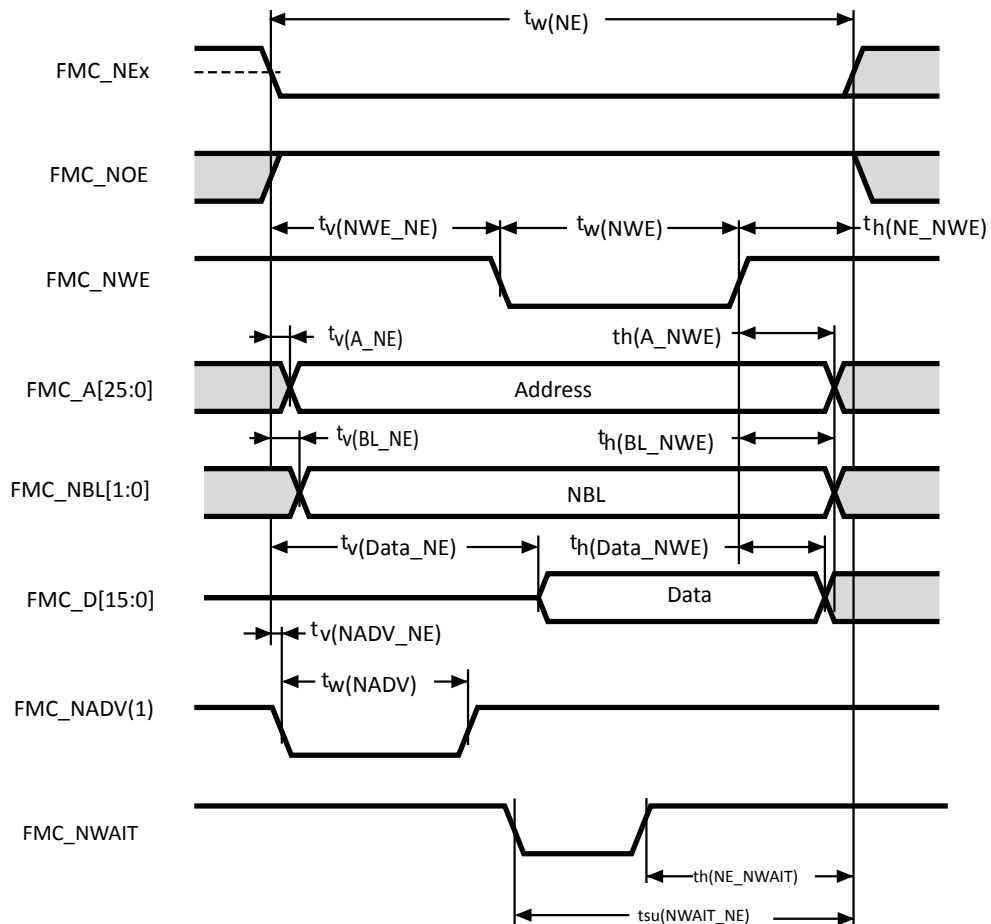 tw(NE)
FMC_NEx
FMC_NOE
tv(NWE_NE)
tw(NWE)
th(NE_NWE)
FMC_NWE
tv(A_NE)
th(A_NWE)
FMC_A[25:0]
Address
tv(BL_NE)
th(BL_NWE)
FMC_NBL[1:0]
NBL
tv(Data_NE)
th(Data_NWE)
FMC_D[15:0]
Data
tv(NADV_NE)
tw(NADV)
FMC_NADV(1)
FMC_NWAIT
th(NE_NWAIT)
tsu(NWAIT_NE)